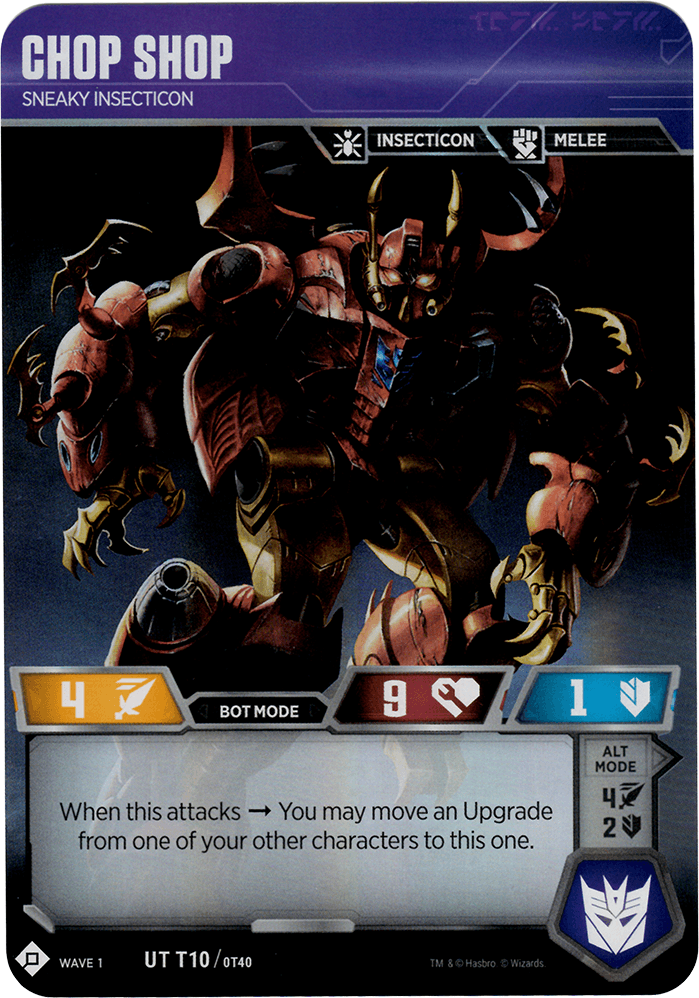 CHOP SHOP
SNEAKY INSECTICON
INSECTICON
MELEE
4
BOT MODE
9
1
When this attacks → You may move an Upgrade
from one of your other characters to this one.
ALT
MODE
4
2
WAVE 1
UT T10/0T40
TM & © Hasbro © Wizards.